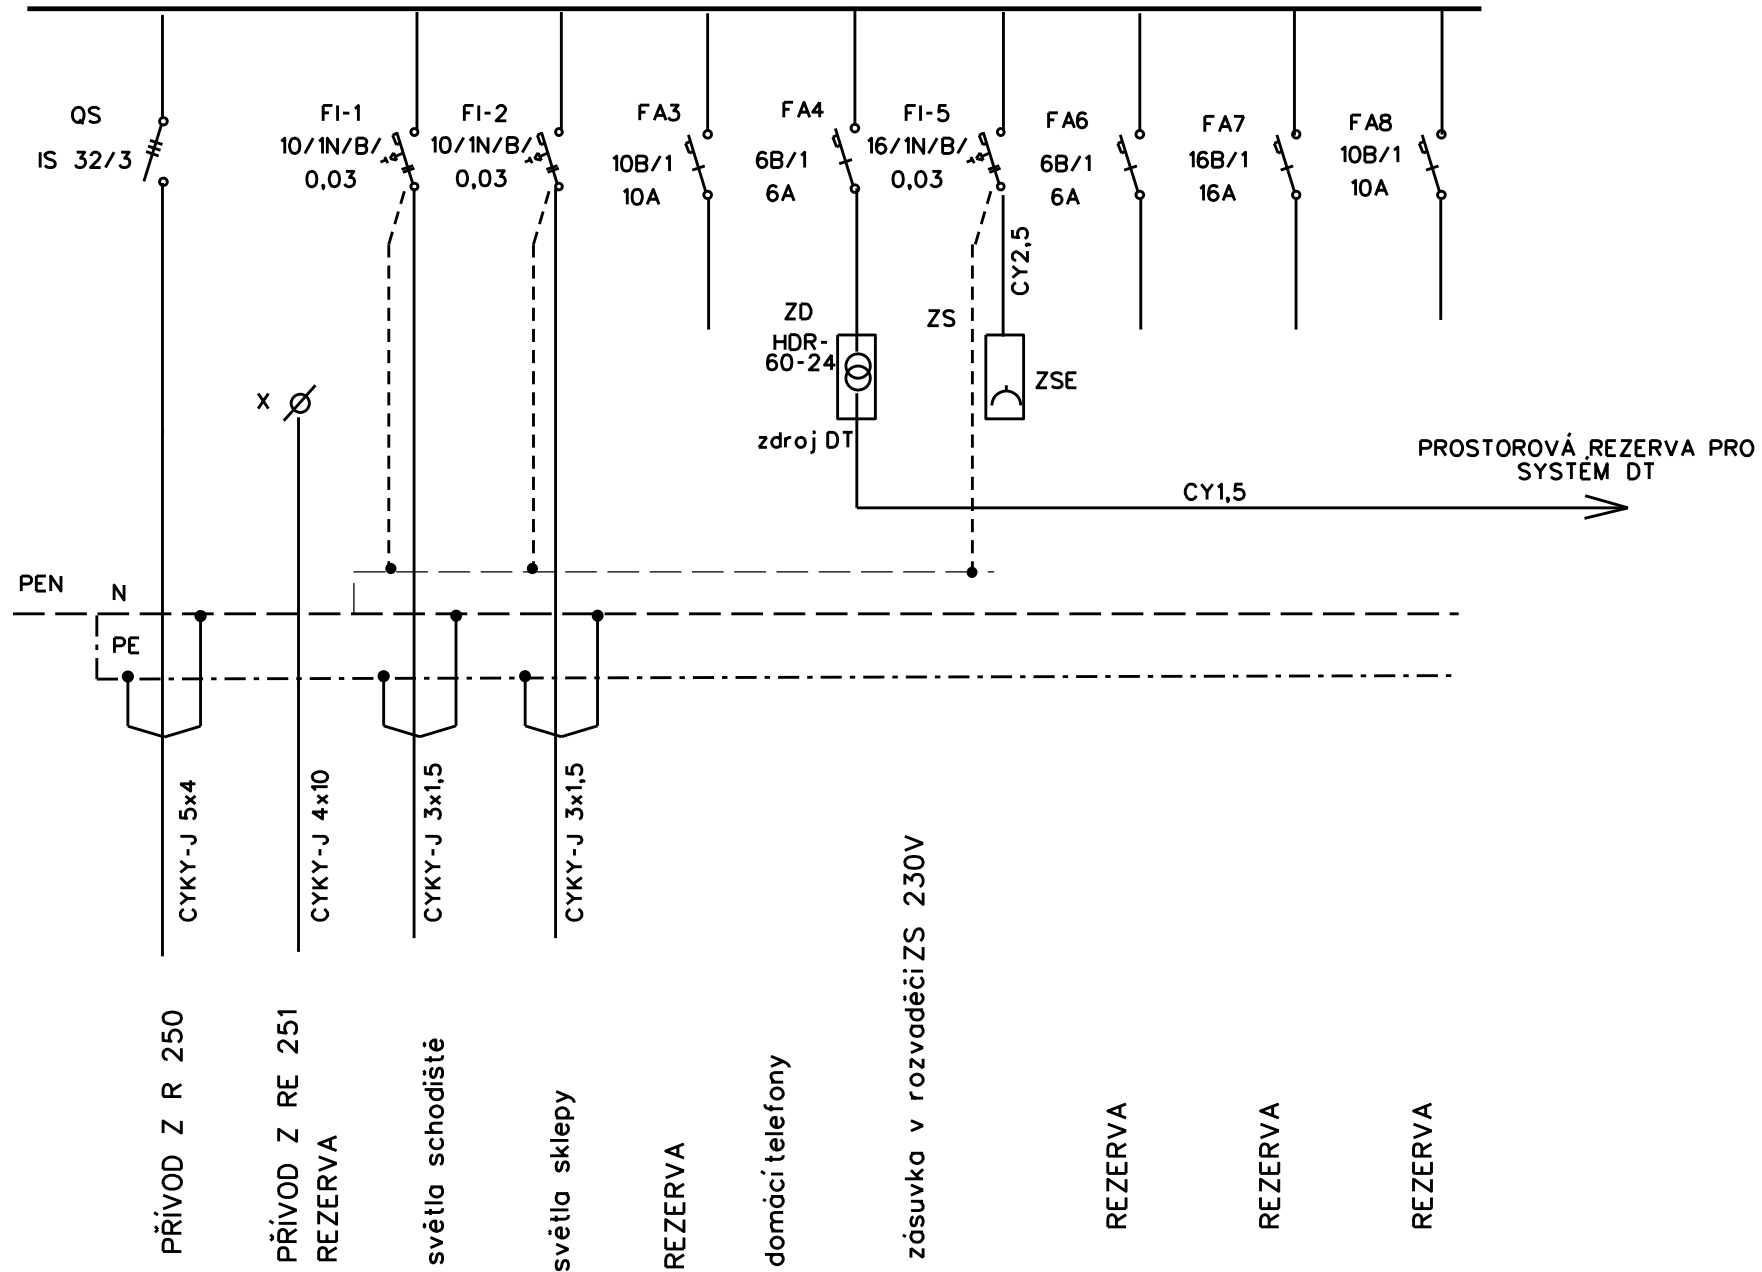 QS
IS 32/3
FI-1
10/1N/B/
0,03
FI-2
10/1N/B/
0,03
FA3
10B/1
10A
FA4
6B/1
6A
FI-5
16/1N/B/
0,03
FA6
6B/1
6A
FA7
16B/1
16A
FA8
10B/1
10A
CY2,5
ZD
HDR-
60-24
zdroj DT
ZS
ZSE
X
PROSTOROVÁ REZERVA PRO
SYSTÉM DT
CY1,5
PEN
N
PE
CYKY-J 5x4
CYKY-J 4x10
CYKY-J 3x1,5
CYKY-J 3x1,5
PŘÍVOD Z R 250
PŘÍVOD Z RE 251
REZERVA
světla schodiště
světla sklepy
REZERVA
domácí telefony
zásuvka v rozvaděči ZS 230V
REZERVA
REZERVA
REZERVA